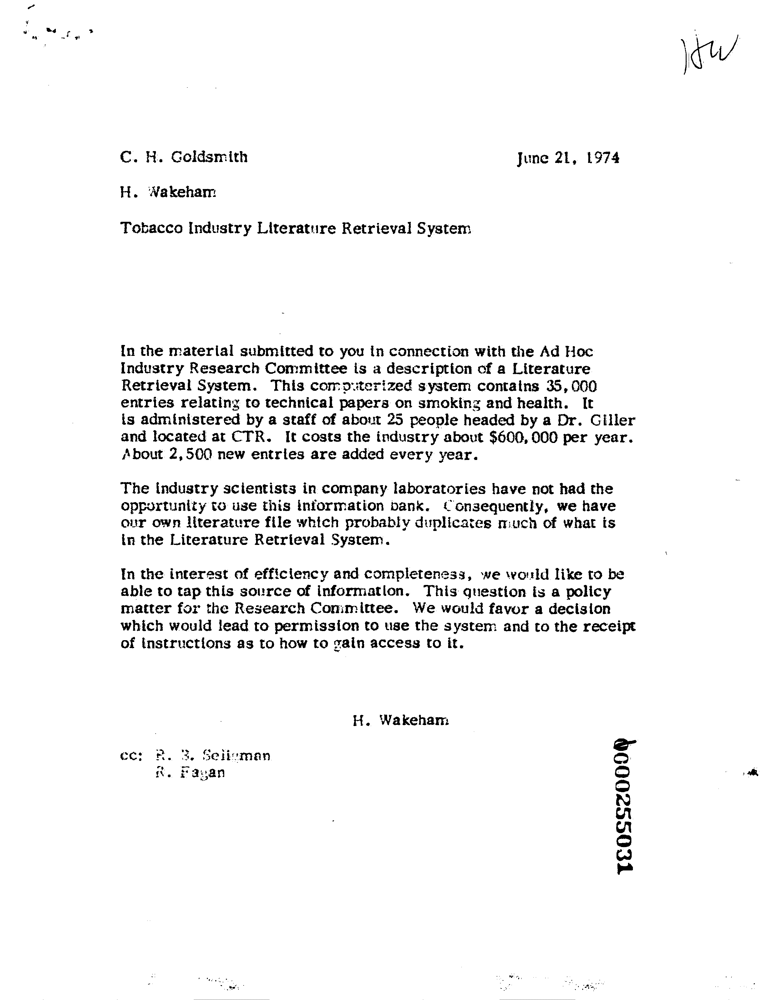 HW
C. H. Goldsmith June 21, 1974
H. Wakeham
Tobacco Industry Literature Retrieval System
In the material submitted to you in connection with the Ad Hoc
Industry Research Committee is a description of a Literature
Retrieval System. This computerized system contains 35,000
entries relating to technical papers on smoking and health. It
is administered by a staff of about 25 people headed by a Dr. Giller
and located at CTR. It costs the industry about $600,000 per year.
About 2,500 new entries are added every year.
The industry scientists in company laboratories have not had the
opportunity to use this information bank. Consequently, we have
our own literature file which probably duplicates much of what is
in the Literature Retrieval System.
In the interest of efficiency and completeness, we would like to be
able to tap this source of information. This question is a policy
matter for the Research Committee. We would favor a decision
which would lead to permission to use the system and to the receipt
of instructions as to how to gain access to it.
H. Wakeham
cc: R. B. Seligman
R. Fagan
000255031